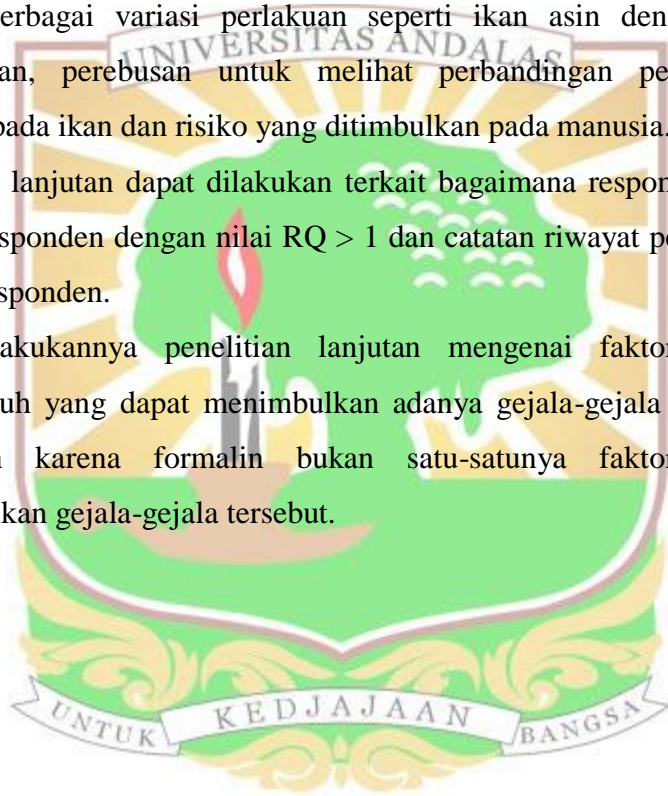 erbagai variasi perlakuan seperti ikan asin den
UNIVERSITAS ANDALAS
an, perebusan untuk melihat perbandingan pe
pada ikan dan risiko yang ditimbulkan pada manusia.
lanjutan dapat dilakukan terkait bagaimana respon
sponden dengan nilai RQ > 1 dan catatan riwayat pe
sponden.
akukannya penelitian lanjutan mengenai faktor
uh yang dapat menimbulkan adanya gejala-gejala
karena formalin bukan satu-satunya faktor
kan gejala-gejala tersebut.
UNTUK KEDJAJAAN BANGSA